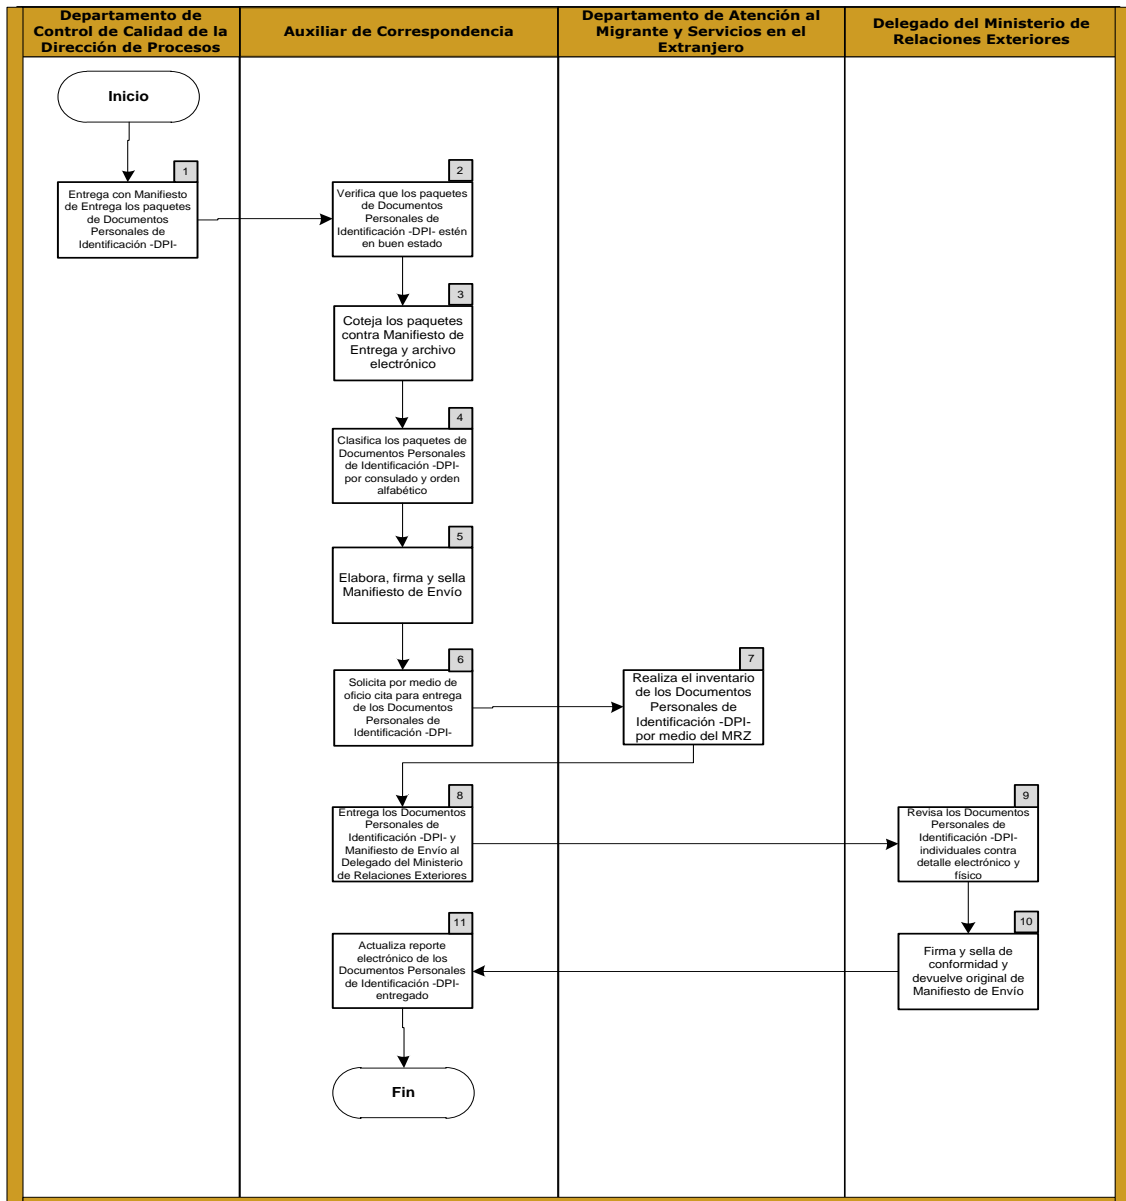 Departamento de
Control de Calidad de la
Dirección de Procesos
Auxiliar de Correspondencia
Departamento de Atención al
Migrante y Servicios en el
Extranjero
Delegado del Ministerio de
Relaciones Exteriores
Inicio
1
Entrega con Manifiesto
de Entrega los paquetes
de Documentos
Personales de
Identificación -DPI-
2
Verifica que los paquetes
de Documentos
Personales de
Identificación -DPI- estén
en buen estado
3
Coteja los paquetes
contra Manifiesto de
Entrega y archivo
electrónico
4
Clasifica los paquetes de
Documentos Personales
de Identificación -DPI-
por consulado y orden
alfabético
5
Elabora, firma y sella
Manifiesto de Envío
6
Solicita por medio de
oficio cita para entrega
de los Documentos
Personales de
Identificación -DPI-
7
Realiza el inventario
de los Documentos
Personales de
Identificación -DPI-
por medio del MRZ
8
Entrega los Documentos
Personales de
Identificación -DPI- y
Manifiesto de Envío al
Delegado del Ministerio
de Relaciones Exteriores
9
Revisa los Documentos
Personales de
Identificación -DPI-
individuales contra
detalle electrónico y
físico
10
Firma y sella de
conformidad y
devuelve original de
Manifiesto de Envío
11
Actualiza reporte
electrónico de los
Documentos Personales
de Identificación -DPI-
entregado
Fin